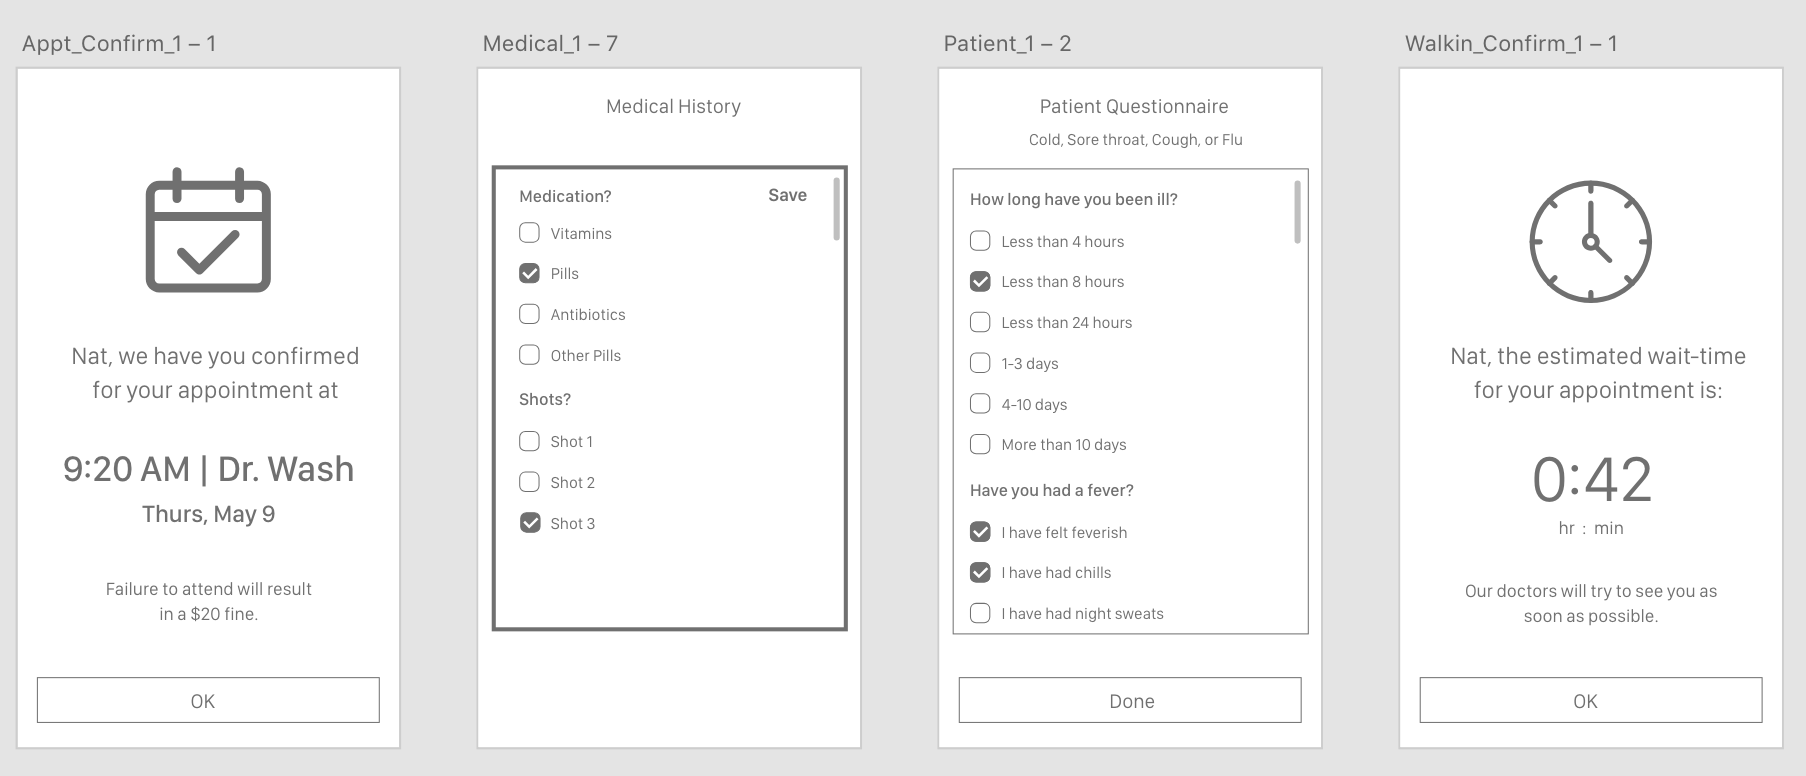 Appt_Confirm_1 – 1
Nat, we have you confirmed
for your appointment at
9:20 AM | Dr. Wash
Thurs, May 9
Failure to attend will result
in a $20 fine.
OK
Medical_1 – 7
Medical History
Medication?
Save
Vitamins
Pills
Antibiotics
Other Pills
Shots?
Shot 1
Shot 2
Shot 3
Patient_1 – 2
Patient Questionnaire
Cold, Sore throat, Cough, or Flu
How long have you been ill?
Less than 4 hours
Less than 8 hours
Less than 24 hours
1-3 days
4-10 days
More than 10 days
Have you had a fever?
I have felt feverish
I have had chills
I have had night sweats
Done
Walkin_Confirm_1 – 1
Nat, the estimated wait-time
for your appointment is:
0:42
hr : min
Our doctors will try to see you as
soon as possible.
OK